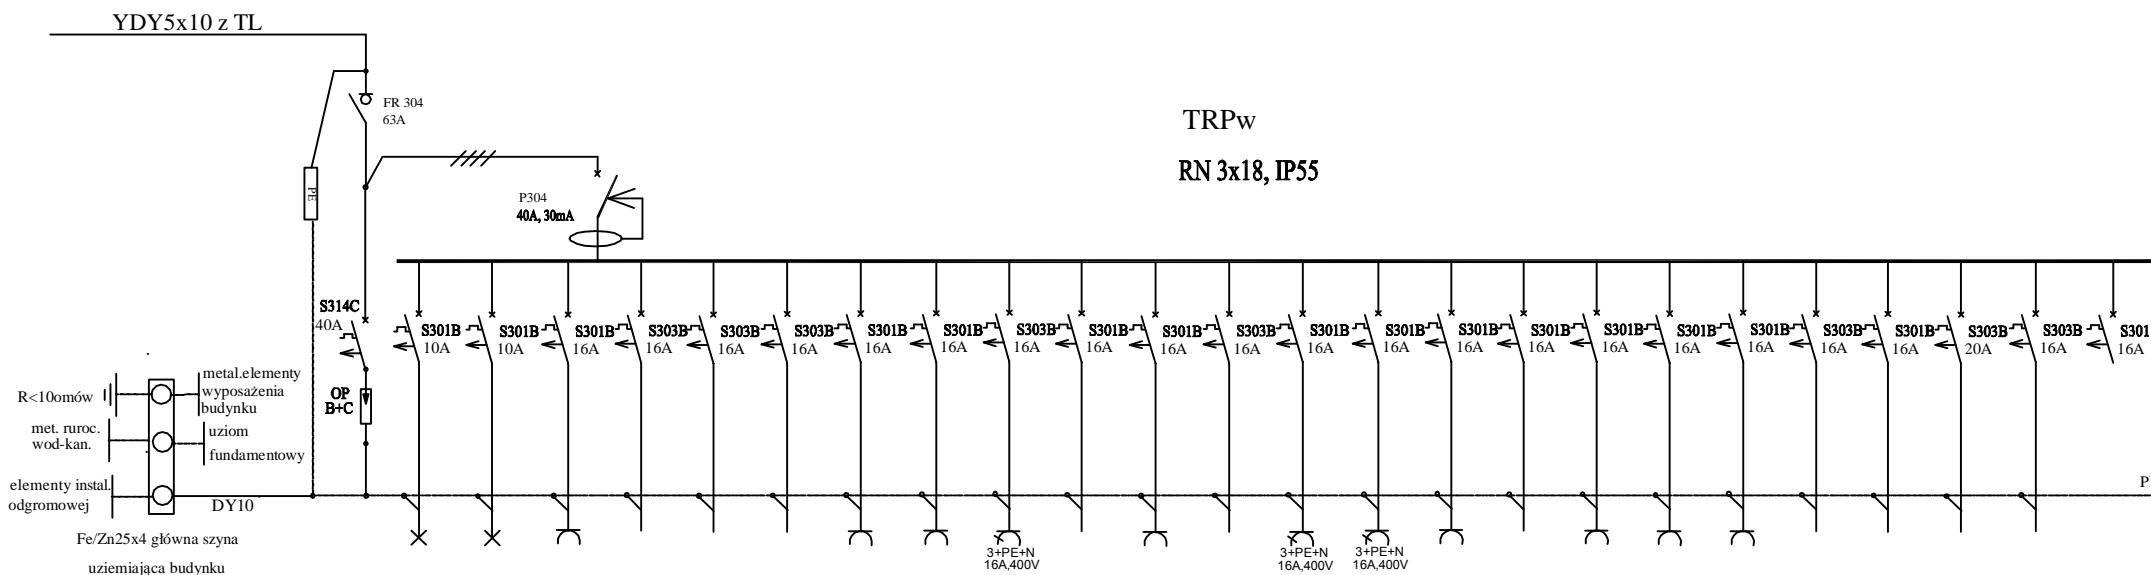 YDY5x10 z TL
FR 304
63A
TRPw
RN 3x18, IP55
PE
P304
40A, 30mA
S314C
40A
S301B
10A
S301B
10A
S301B
16A
S303B
16A
S303B
16A
S303B
16A
S301B
16A
S301B
16A
S303B
16A
S301B
16A
S301B
16A
S303B
16A
S301B
16A
S301B
16A
S301B
16A
S301B
16A
S301B
16A
S301B
16A
S301B
16A
S303B
16A
S301B
16A
S303B
20A
S303B
16A
S301
16A
OP
B+C
R<10omów
metal.elementy
wyposażenia
budynku
met. ruroc.
wod-kan.
uziom
fundamentowy
elementy instal.
odgromowej
DY10
P
Fe/Zn25x4 główna szyna
uziemiająca budynku
3+PE+N
16A,400V
3+PE+N
16A,400V
3+PE+N
16A,400V